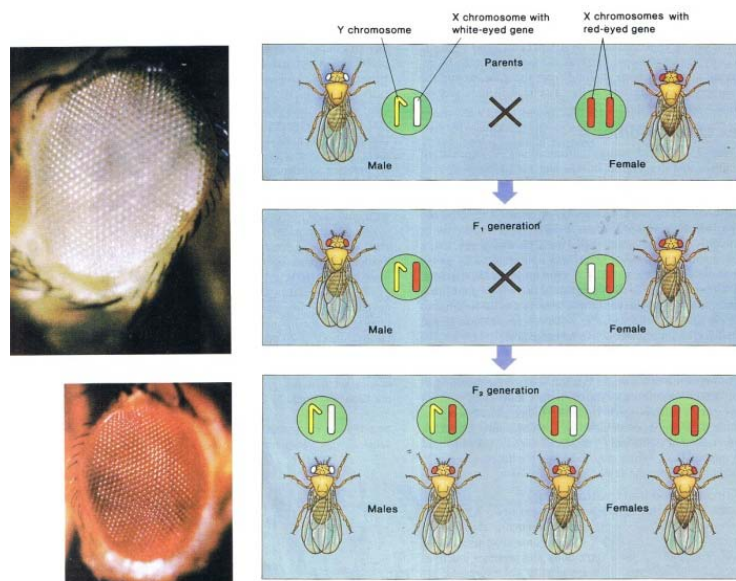 Y chromosome
X chromosome with
white-eyed gene
X chromosomes with
red-eyed gene
Parents
Male
Female
F₁ generation
Male
Female
F₂ generation
Males
Females